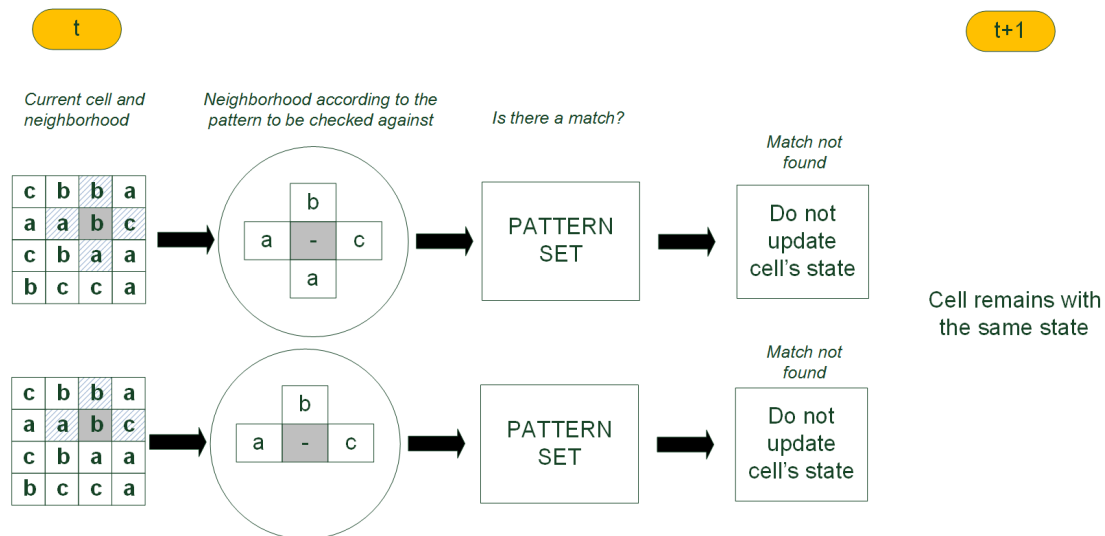 t
t+1
Current cell and
neighborhood
Neighborhood according to the
pattern to be checked against
Is there a match?
Match not
found
c b b a
a a b c
c b a a
b c c a
b
a - c
a
PATTERN
SET
Do not
update
cell's state
Cell remains with
the same state
Match not
found
c b b a
a a b c
c b a a
b c c a
b
a - c
PATTERN
SET
Do not
update
cell's state